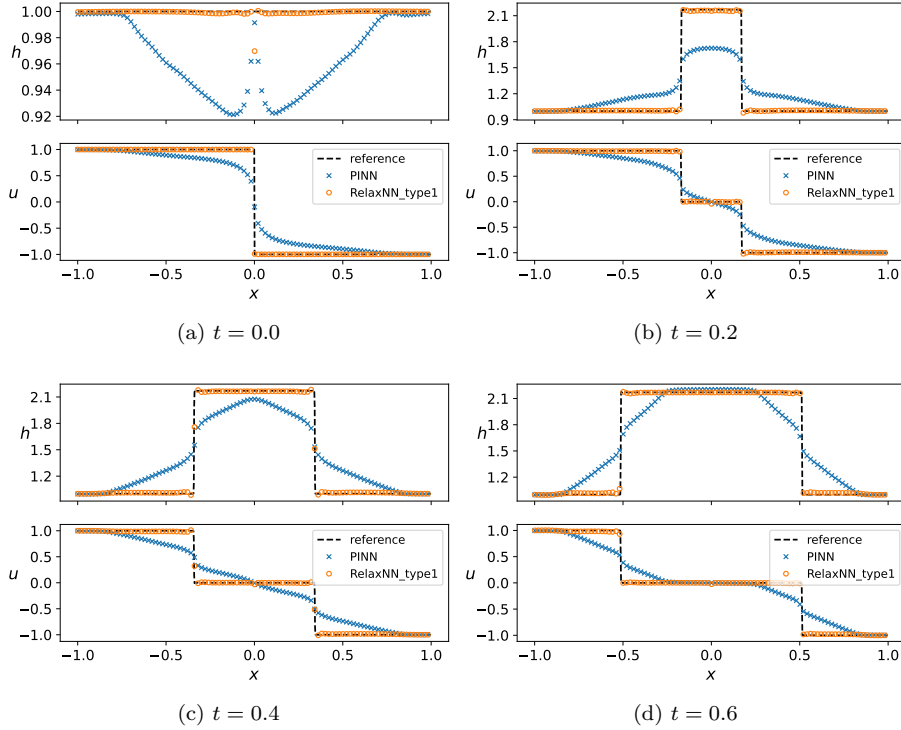 1.00
0.98
0.96
0.94
0.92
h
1.0
0.5
0.0
−0.5
−1.0
u
reference
PINN
RelaxNN_type1
−1.0 −0.5 0.0 0.5 1.0
x
(a) t = 0.0
2.1
1.8
1.5
1.2
0.9
h
1.0
0.5
0.0
−0.5
−1.0
u
reference
PINN
RelaxNN_type1
−1.0 −0.5 0.0 0.5 1.0
x
(b) t = 0.2
2.1
1.8
1.5
1.2
h
1.0
0.5
0.0
−0.5
−1.0
u
reference
PINN
RelaxNN_type1
−1.0 −0.5 0.0 0.5 1.0
x
(c) t = 0.4
2.1
1.8
1.5
1.2
h
1.0
0.5
0.0
−0.5
−1.0
u
reference
PINN
RelaxNN_type1
−1.0 −0.5 0.0 0.5 1.0
x
(d) t = 0.6